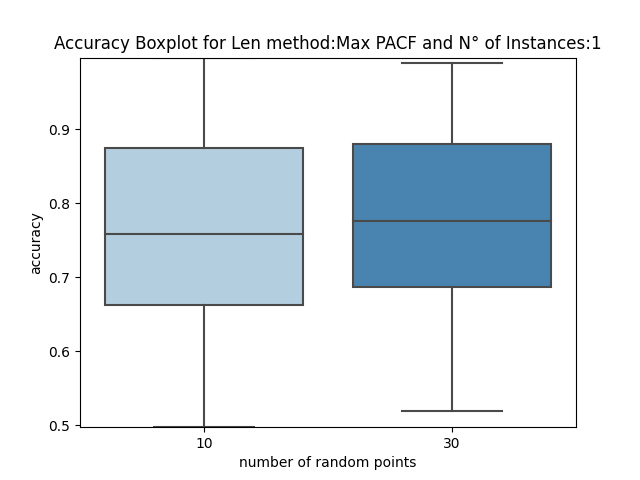 Accuracy Boxplot for Len method:Max PACF and N° of Instances:1
0.9
0.8
0.7
0.6
0.5
accuracy
10 30
number of random points